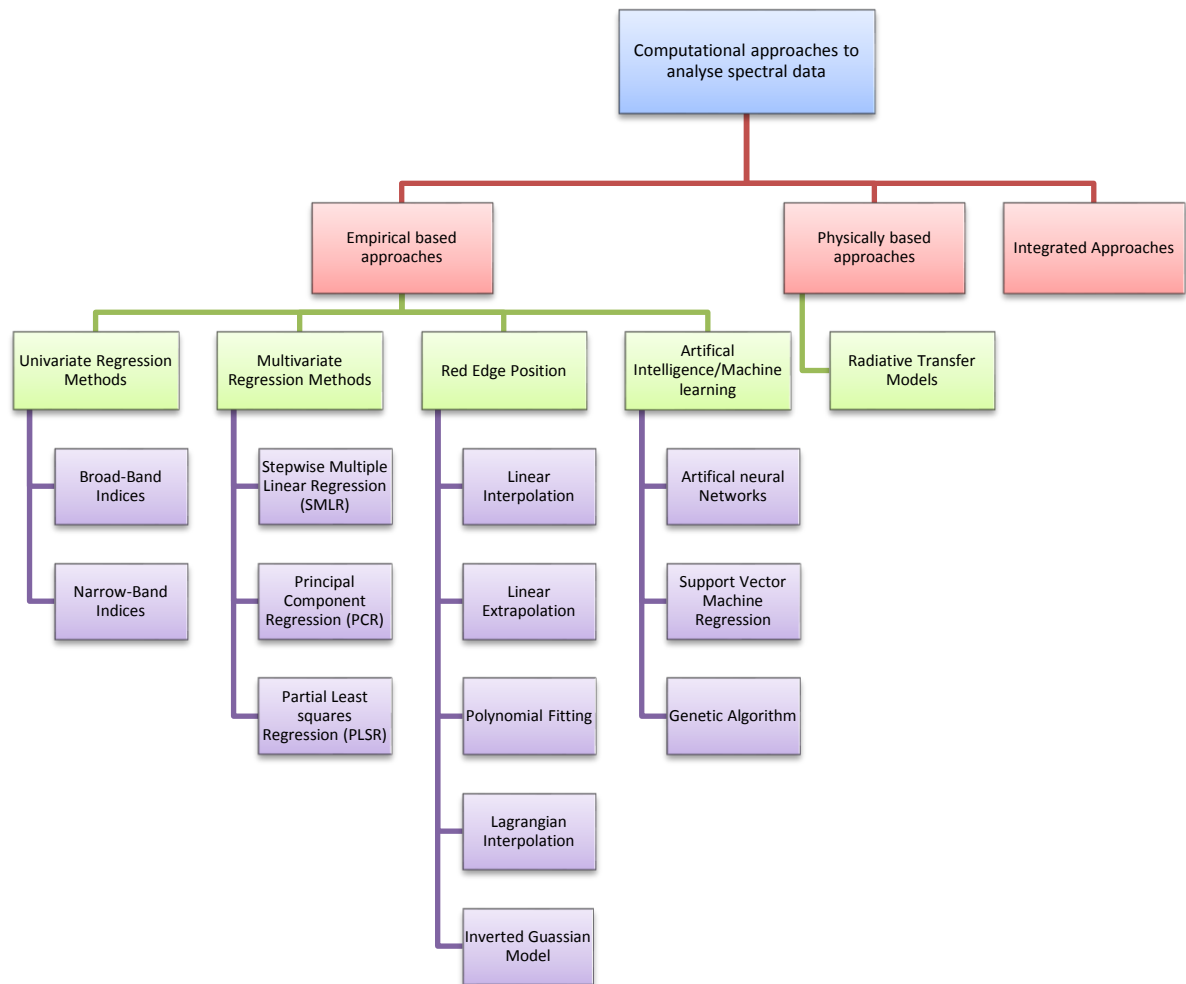 Computational approaches to
analyse spectral data
Empirical based
approaches
Physically based
approaches
Integrated Approaches
Univariate Regression
Methods
Multivariate
Regression Methods
Red Edge Position
Artifical
Intelligence/Machine
learning
Radiative Transfer
Models
Broad-Band
Indices
Narrow-Band
Indices
Stepwise Multiple
Linear Regression
(SMLR)
Principal
Component
Regression (PCR)
Partial Least
squares
Regression (PLSR)
Linear
Interpolation
Linear
Extrapolation
Polynomial Fitting
Lagrangian
Interpolation
Inverted Guassian
Model
Artifical neural
Networks
Support Vector
Machine
Regression
Genetic Algorithm